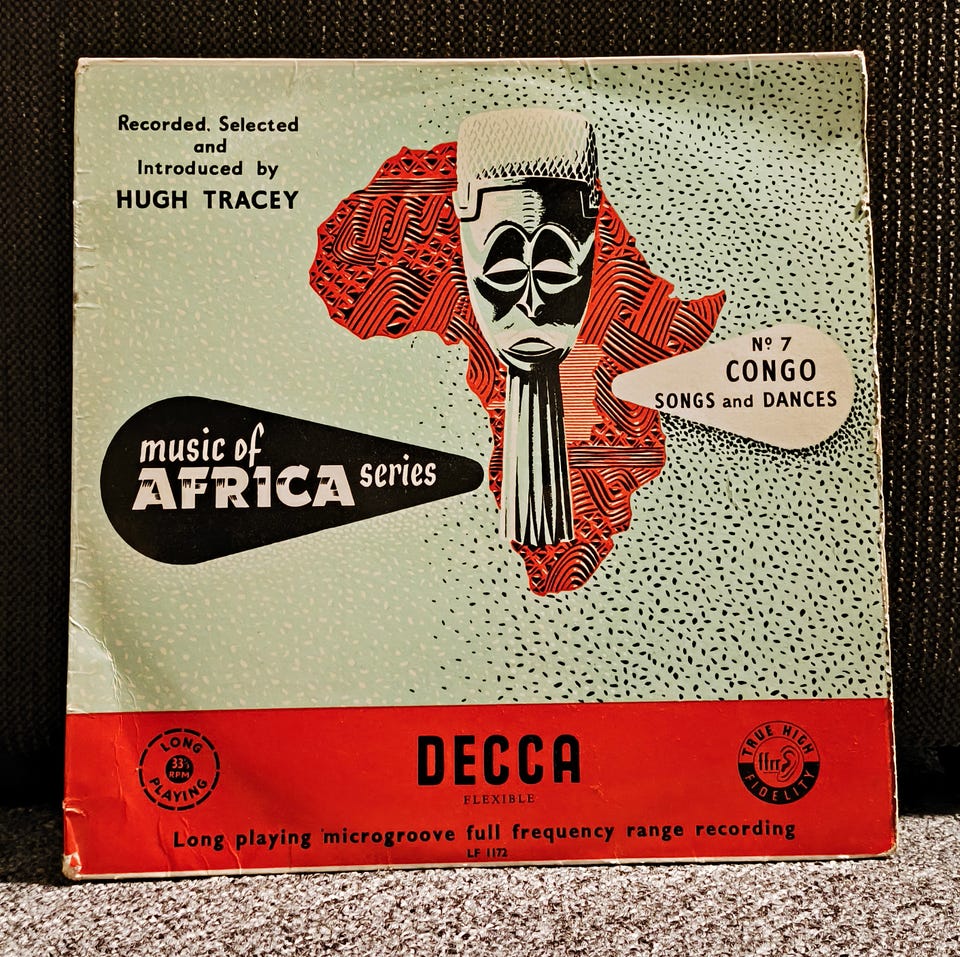 Recorded. Selected
and
Introduced by
HUGH TRACEY
Nº 7
CONGO
SONGS and DANCES
music of
AFRICA series
LONG
33⅓
RPM
PLAYING
DECCA
FLEXIBLE
TRUE HIGH
ffrr
FIDELITY
Long playing microgroove full frequency range recording
LF 1172